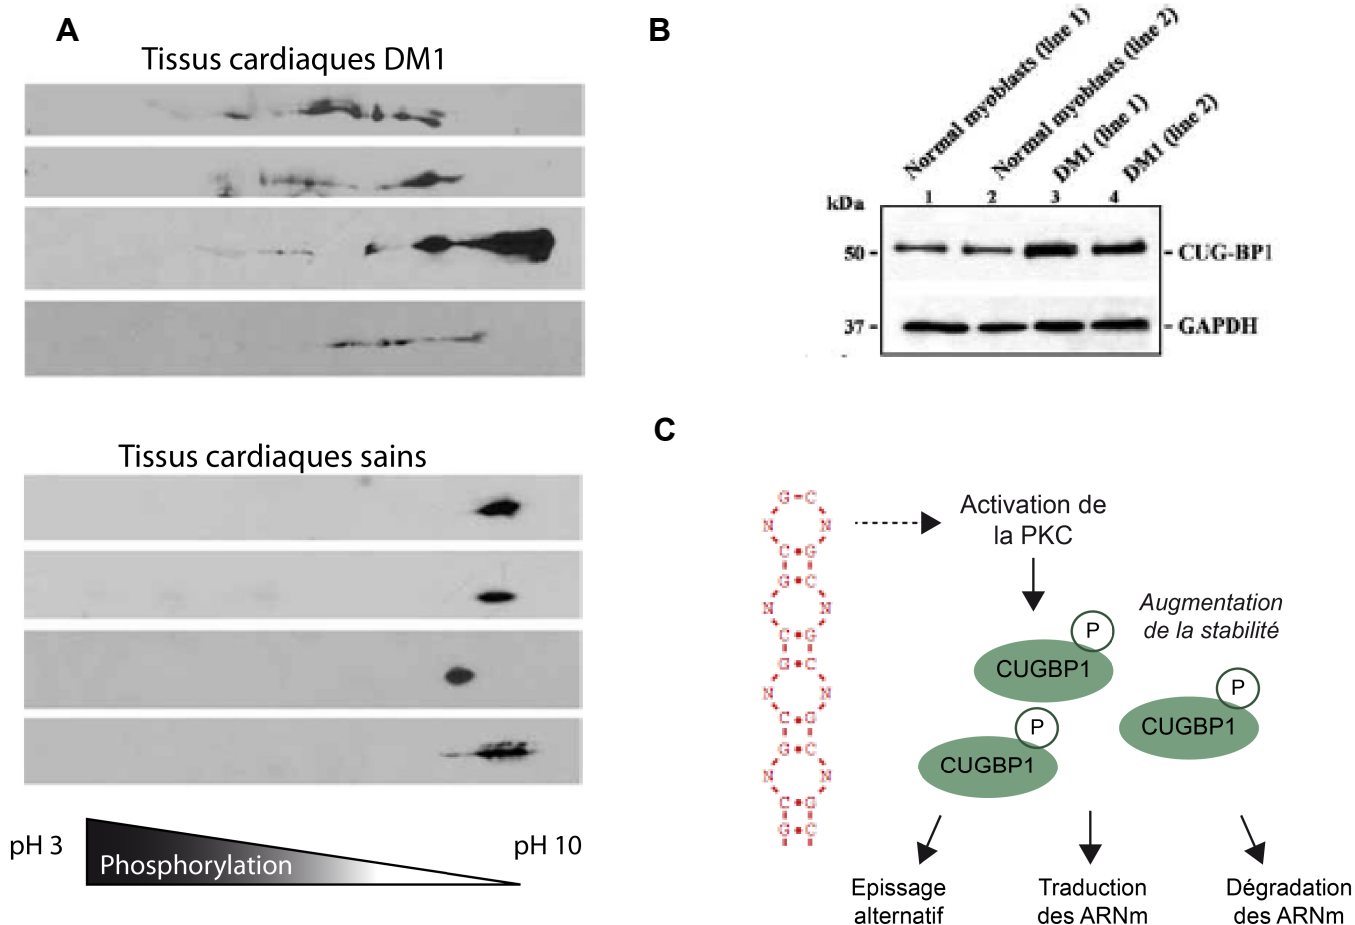 A
Tissus cardiaques DM1
Tissus cardiaques sains
pH 3
Phosphorylation
pH 10
B
Normal myoblasts (line 1)
Normal myoblasts (line 2)
DM1 (line 1)
DM1 (line 2)
kDa
1 2 3 4
50 - - CUG-BP1
37 - - GAPDH
C
G C
N N
C G
G C
N N
C G
G C
N N
C G
G C
N N
C G
G C
Activation de
la PKC
Augmentation
de la stabilité
P
CUGBP1
P
CUGBP1
P
CUGBP1
Epissage
alternatif
Traduction
des ARNm
Dégradation
des ARNm